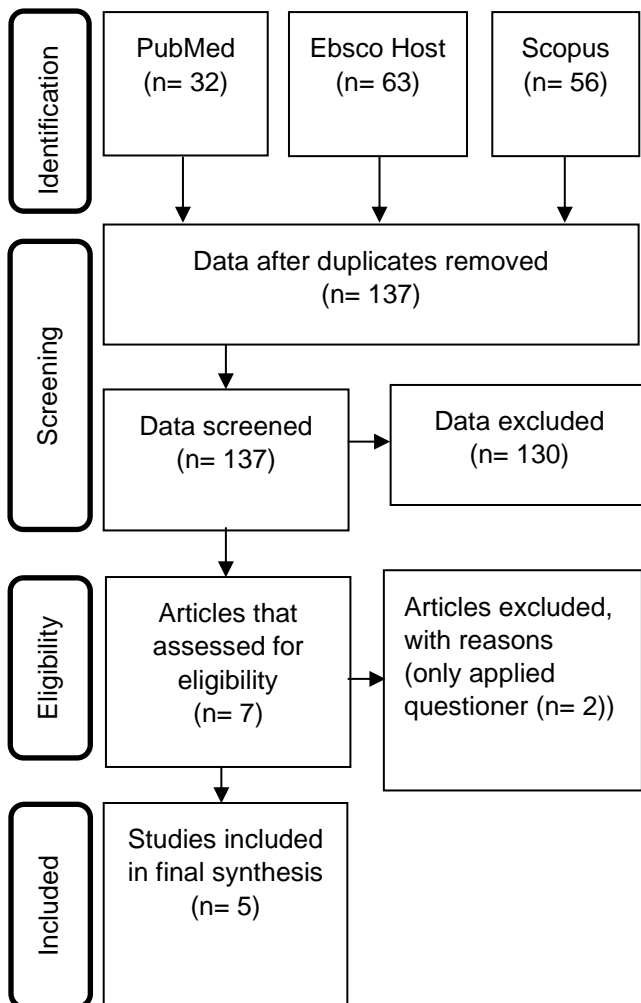 Identification
PubMed
(n= 32)
Ebsco Host
(n= 63)
Scopus
(n= 56)
Screening
Data after duplicates removed
(n= 137)
Data screened
(n= 137)
Data excluded
(n= 130)
Eligibility
Articles that
assessed for
eligibility
(n= 7)
Articles excluded,
with reasons
(only applied
questioner (n= 2))
Included
Studies included
in final synthesis
(n= 5)